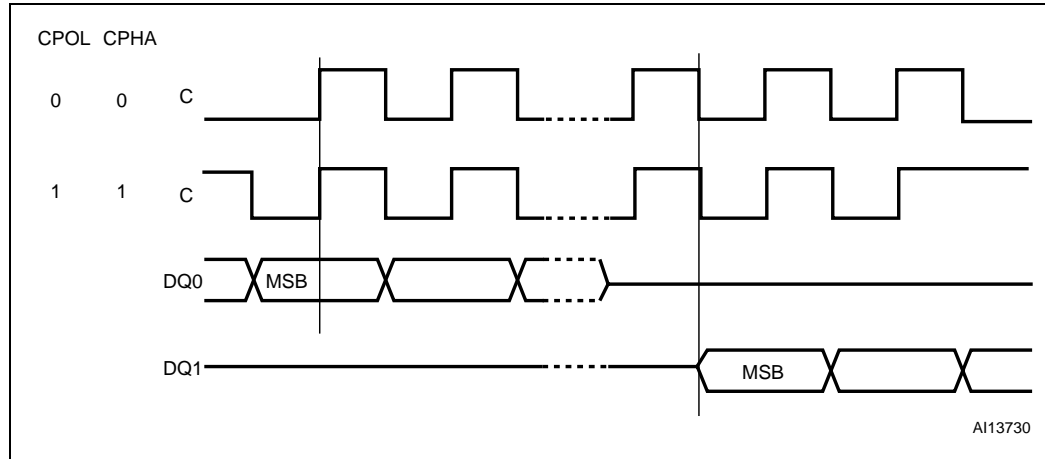 CPOL CPHA
0 0 C
1 1 C
DQ0 MSB
DQ1 MSB
AI13730